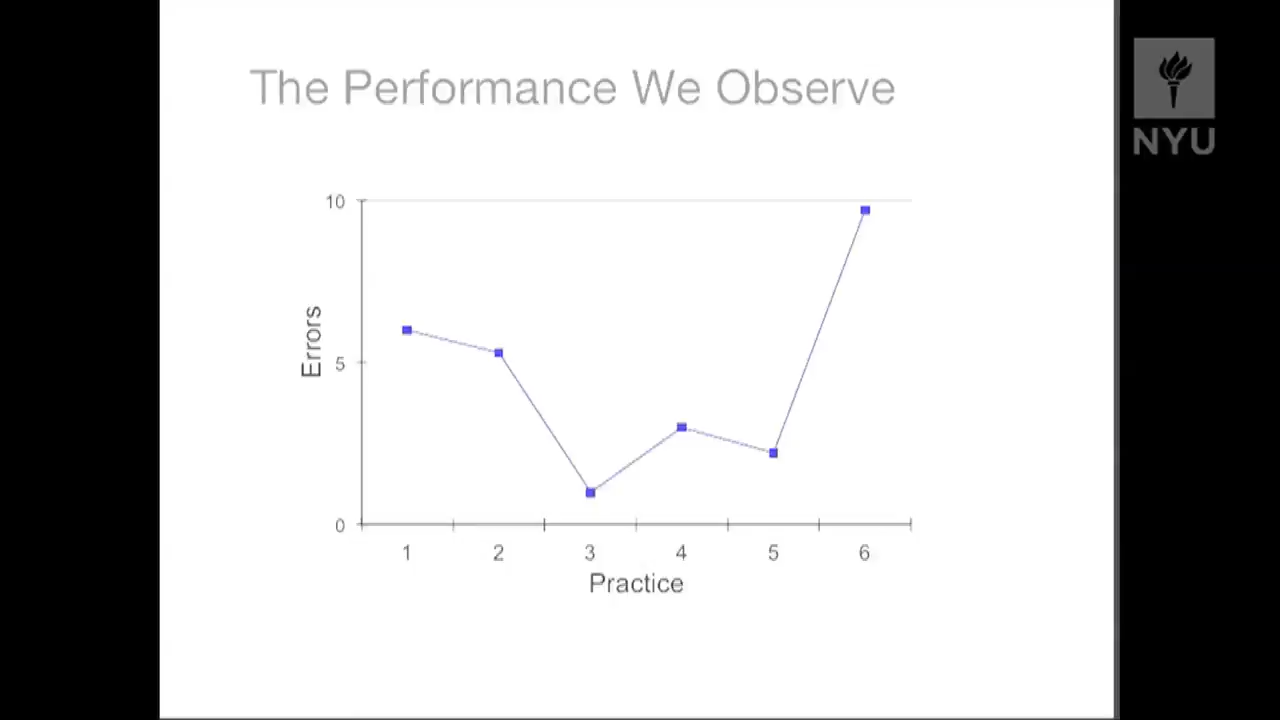 The Performance We Observe
NYU
10
5
0
Errors
1 2 3 4 5 6
Practice